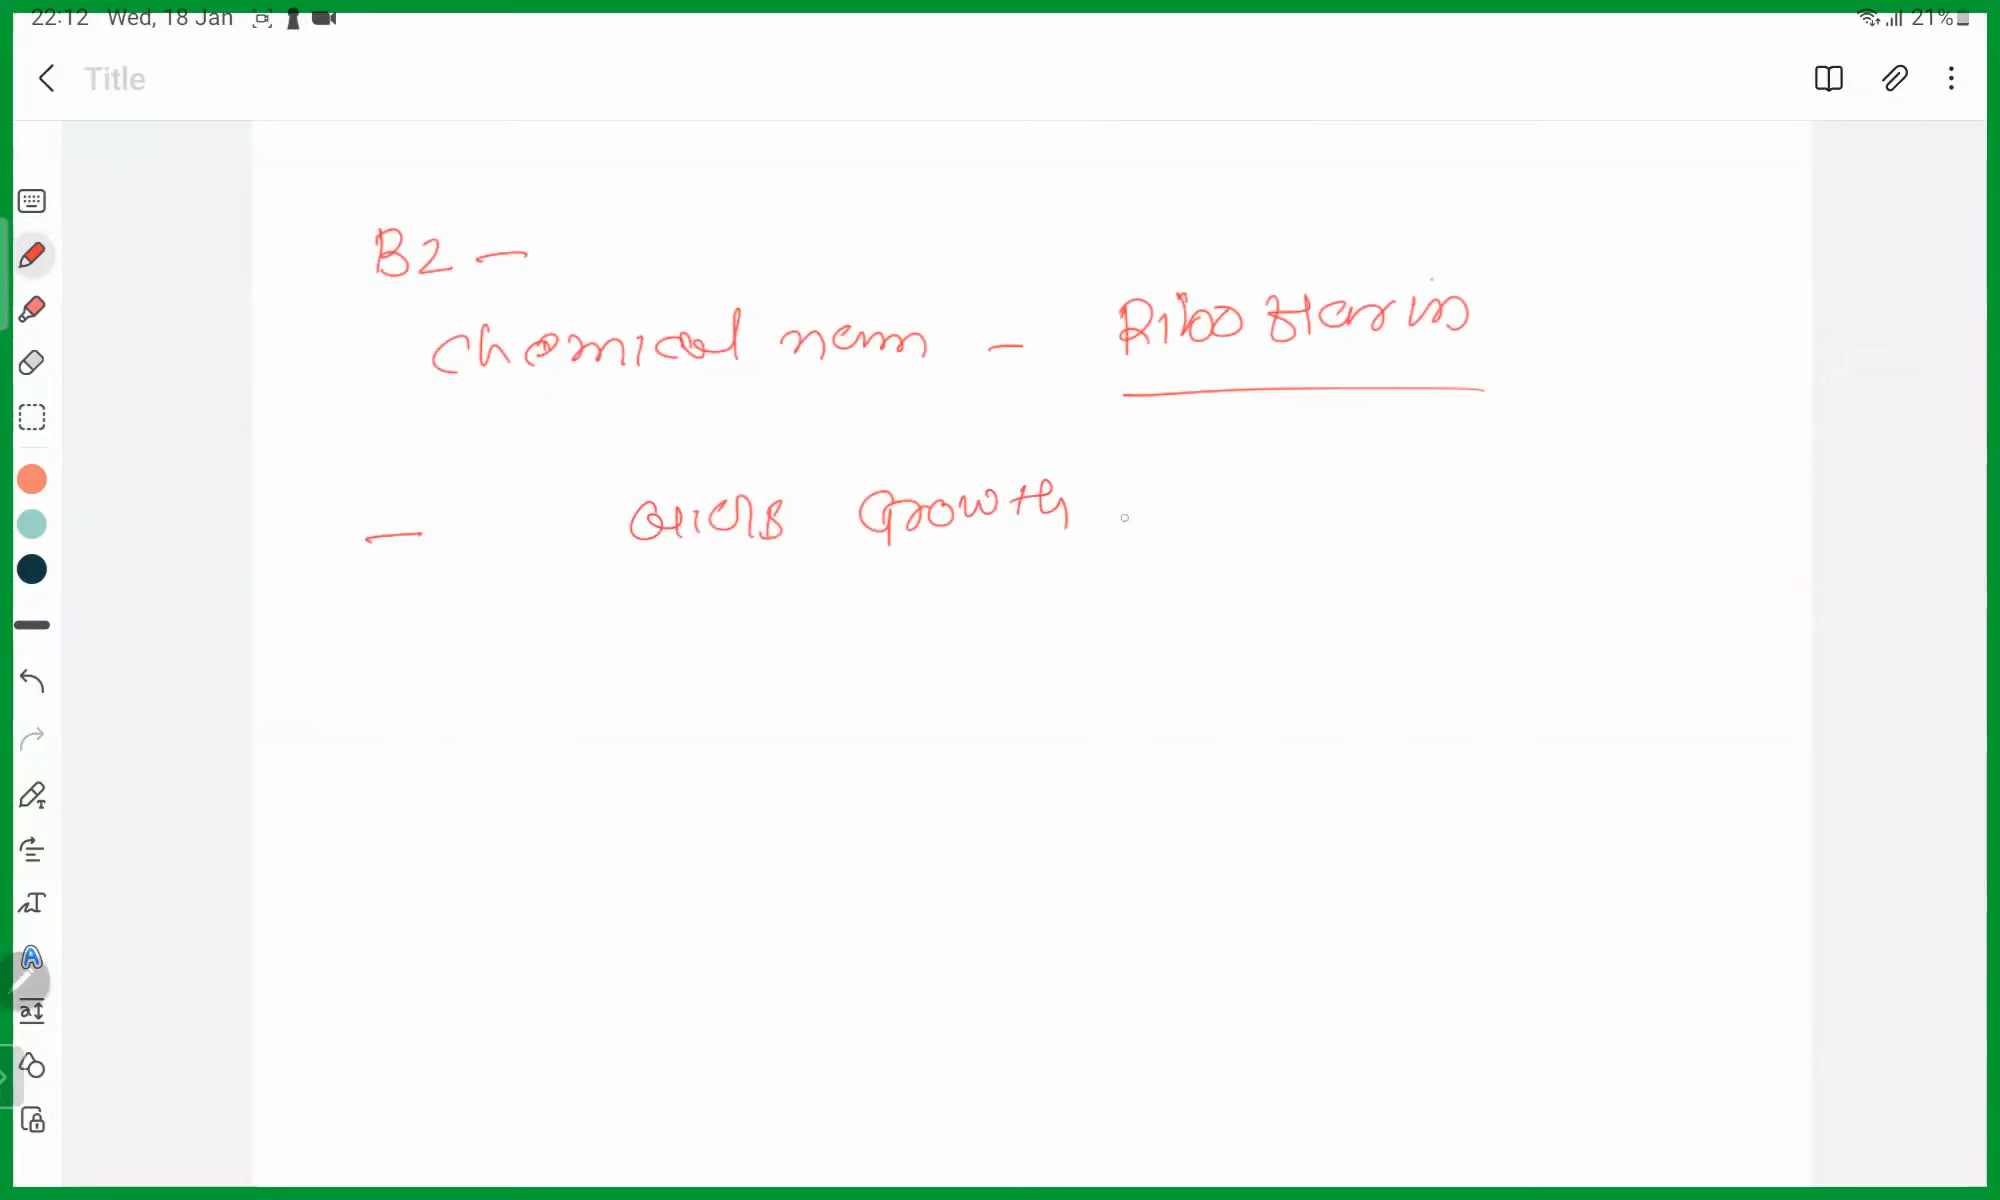 22:12 Wed, 18 Jan 21%
Title
B2 -
chemical nam - Riboflavin
- Growth